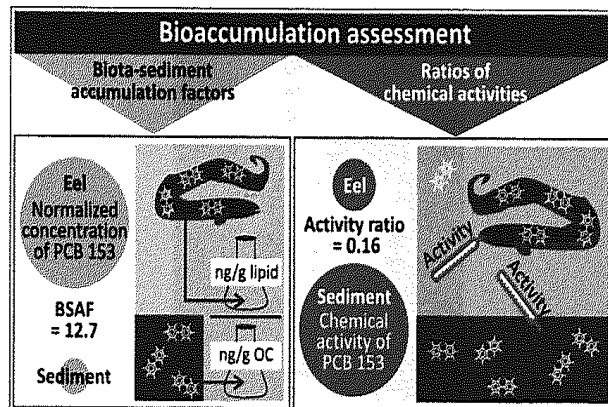 Bioaccumulation assessment
Biota-sediment
accumulation factors
Ratios of
chemical activities
Eel
Normalized
concentration
of PCB 153
BSAF
= 12.7
Sediment
ng/g lipid
ng/g OC
Eel
Activity ratio
= 0.16
Sediment
Chemical
activity of
PCB 153
Activity
Activity